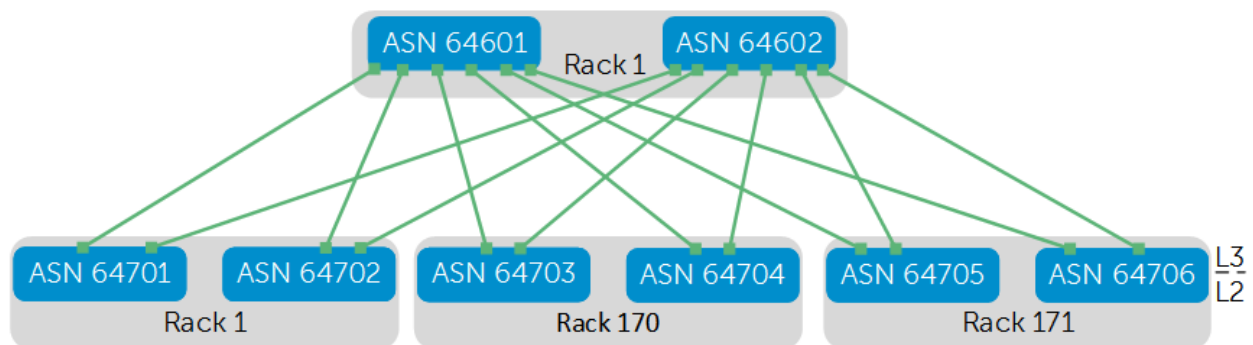 ASN 64601
ASN 64602
Rack 1
ASN 64701
ASN 64702
ASN 64703
ASN 64704
ASN 64705
ASN 64706
L3
L2
Rack 1
Rack 170
Rack 171